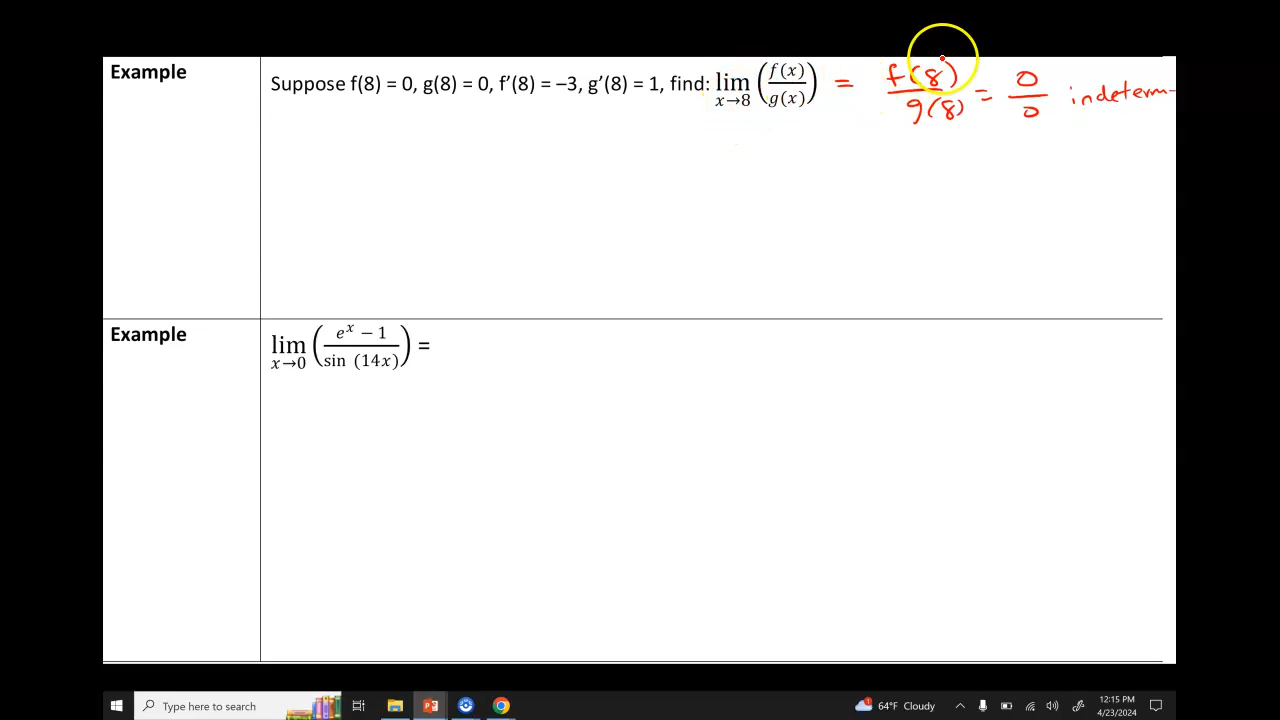 Example
Suppose f(8) = 0, g(8) = 0, f’(8) = –3, g’(8) = 1, find: lim x→8 (f(x)/g(x)) = f(8)/g(8) = 0/0 indeterm-
Example
lim x→0 (e^x − 1 / sin (14x)) =
Type here to search
64°F Cloudy
12:15 PM
4/23/2024